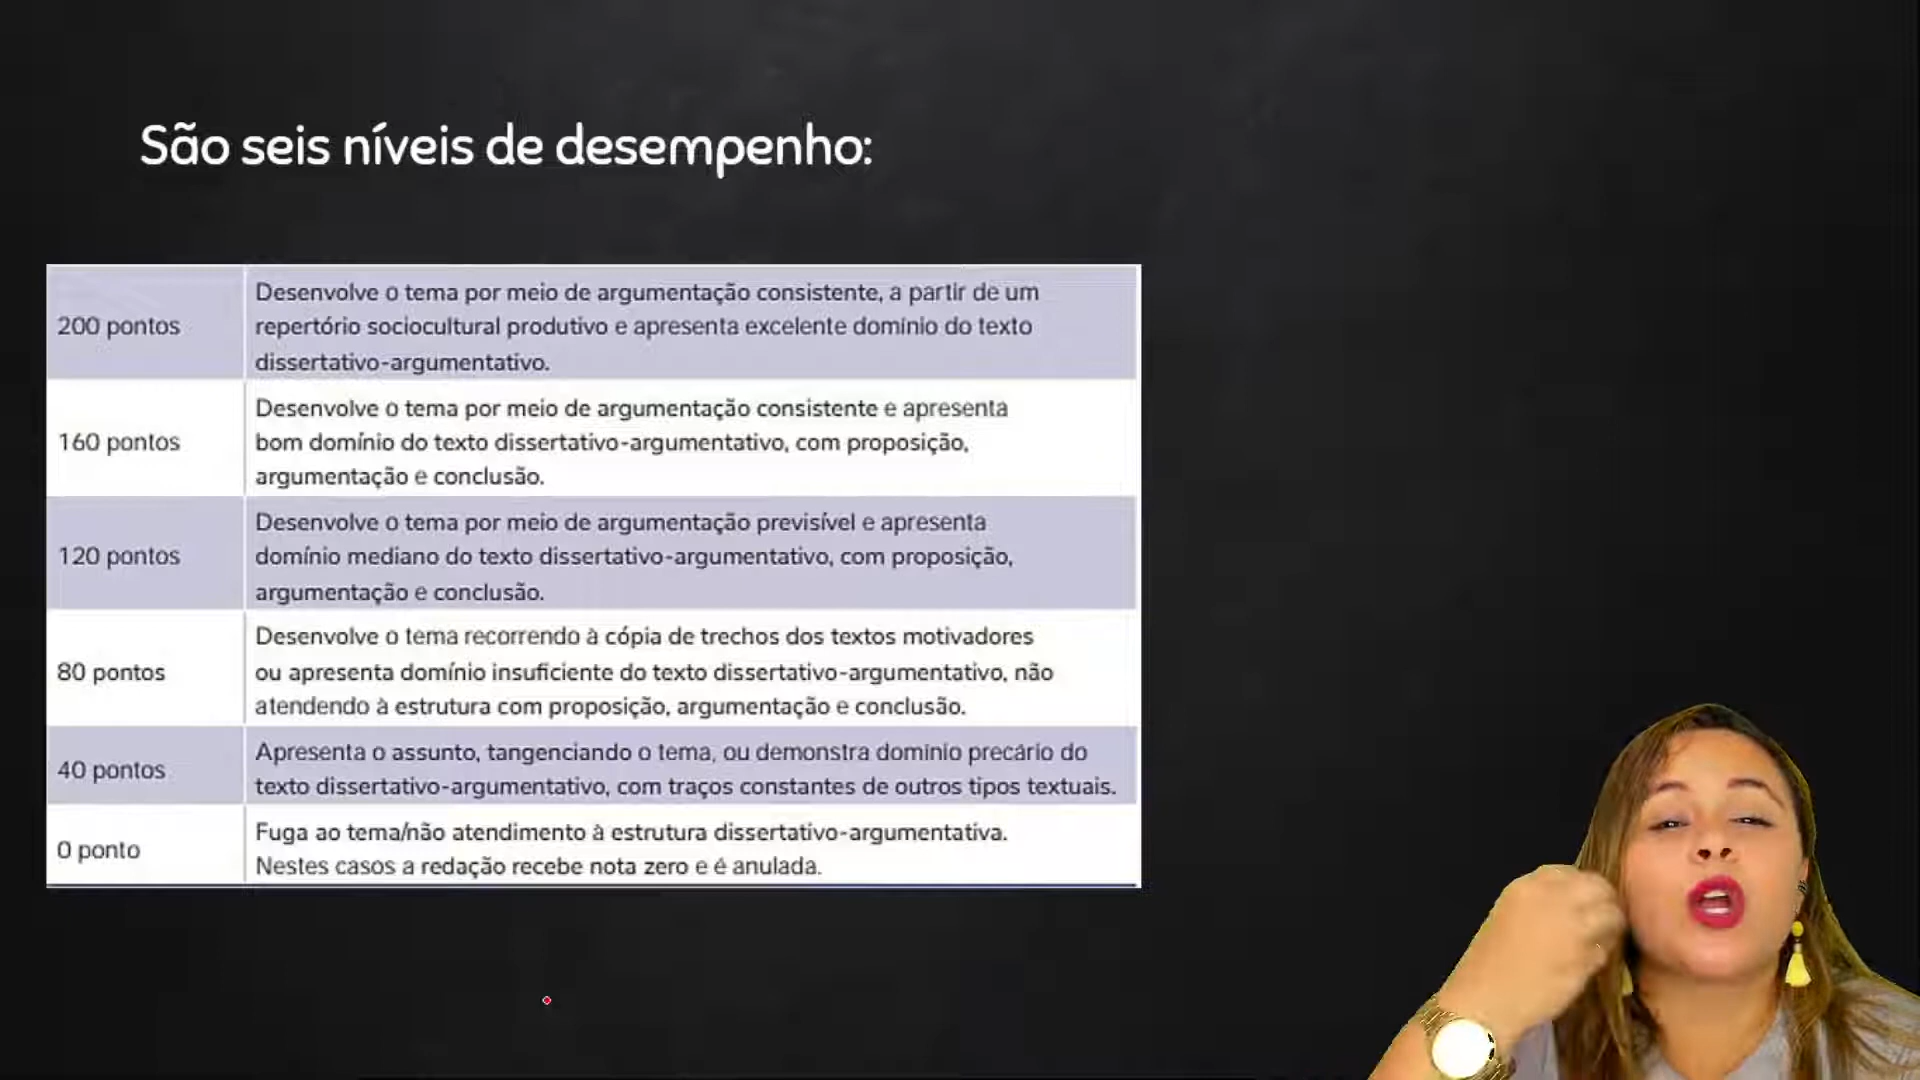 São seis níveis de desempenho:
200 pontos
Desenvolve o tema por meio de argumentação consistente, a partir de um
repertório sociocultural produtivo e apresenta excelente domínio do texto
dissertativo-argumentativo.
160 pontos
Desenvolve o tema por meio de argumentação consistente e apresenta
bom domínio do texto dissertativo-argumentativo, com proposição,
argumentação e conclusão.
120 pontos
Desenvolve o tema por meio de argumentação previsível e apresenta
domínio mediano do texto dissertativo-argumentativo, com proposição,
argumentação e conclusão.
80 pontos
Desenvolve o tema recorrendo à cópia de trechos dos textos motivadores
ou apresenta domínio insuficiente do texto dissertativo-argumentativo, não
atendendo à estrutura com proposição, argumentação e conclusão.
40 pontos
Apresenta o assunto, tangenciando o tema, ou demonstra domínio precário do
texto dissertativo-argumentativo, com traços constantes de outros tipos textuais.
0 ponto
Fuga ao tema/não atendimento à estrutura dissertativo-argumentativa.
Nestes casos a redação recebe nota zero e é anulada.